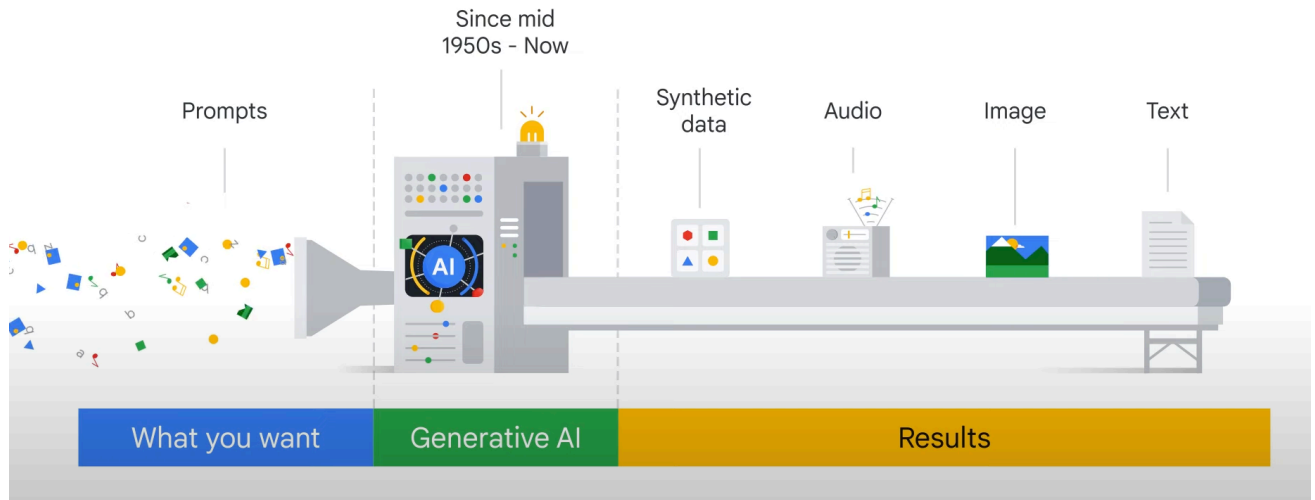 Since mid
1950s - Now
Prompts
Synthetic
data
Audio
Image
Text
AI
What you want
Generative AI
Results